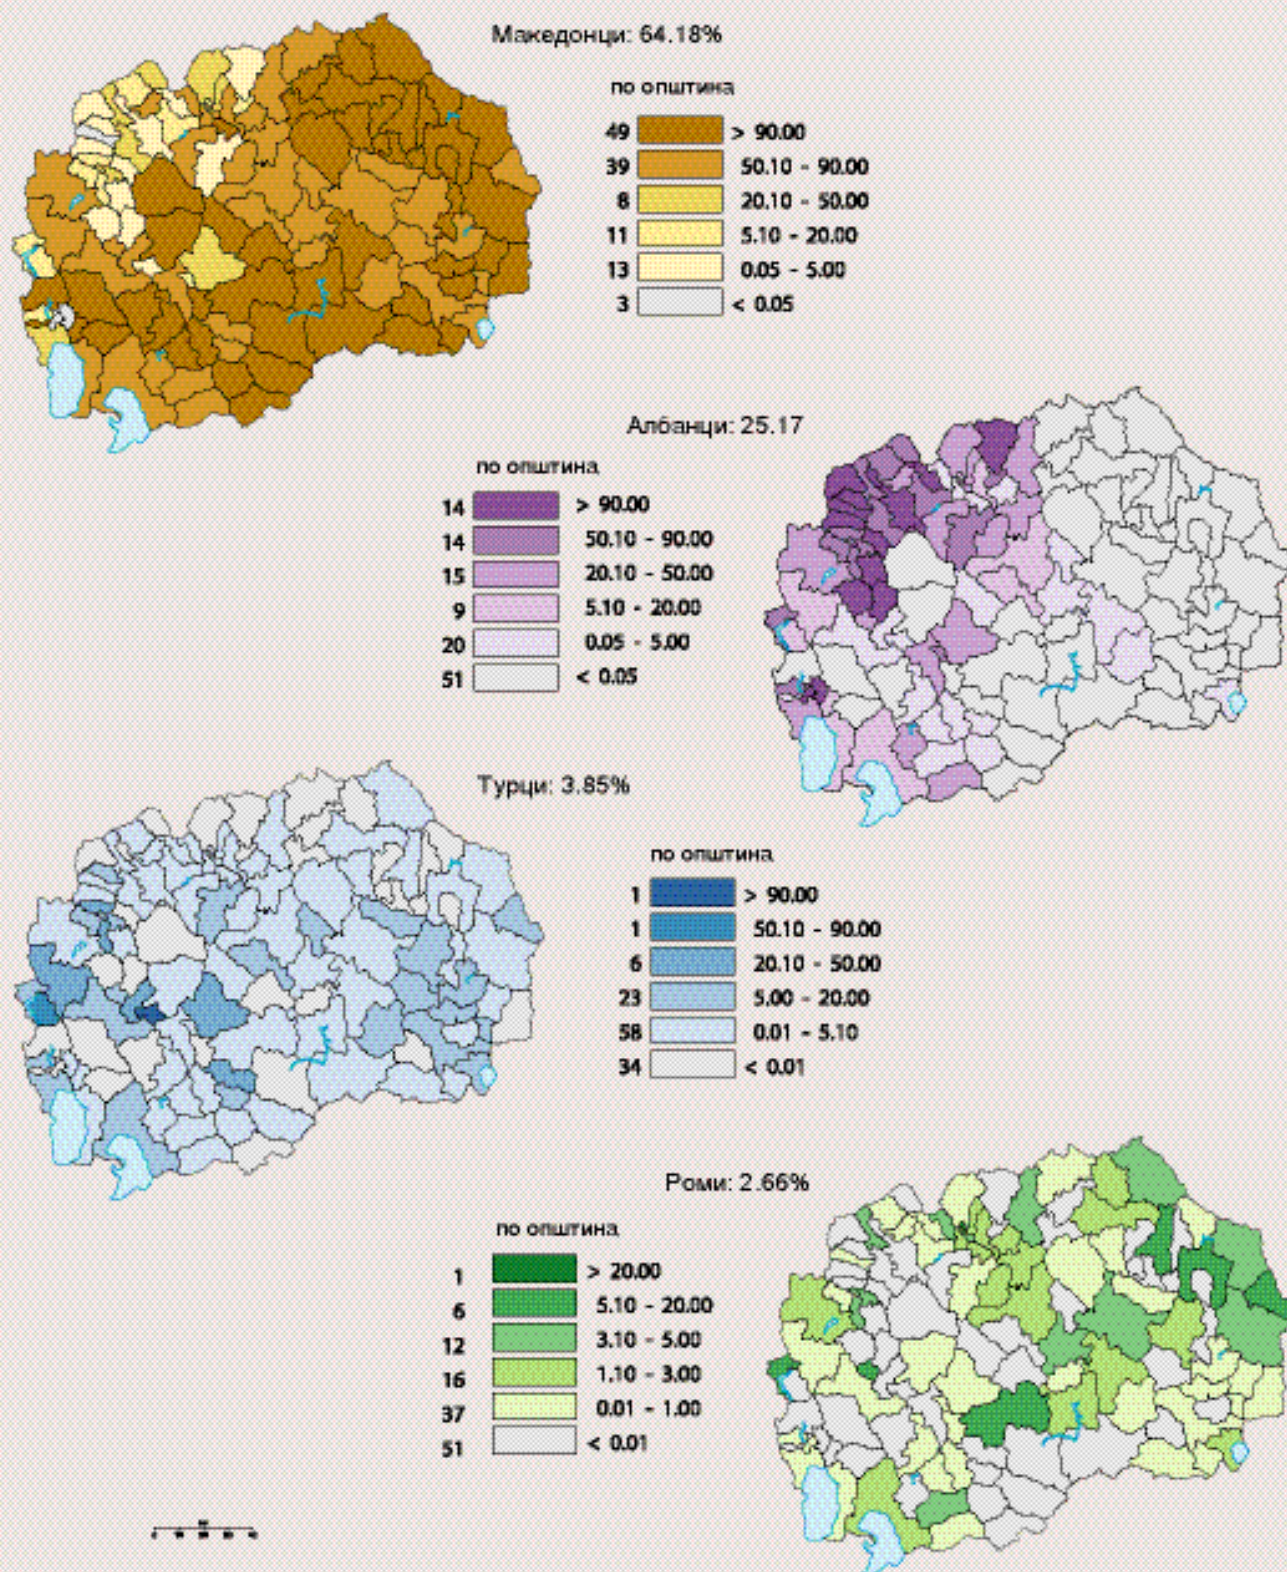 Македонци: 64.18%
по општина
49 > 90.00
39 50.10 - 90.00
8 20.10 - 50.00
11 5.10 - 20.00
13 0.05 - 5.00
3 < 0.05
Албанци: 25.17
по општина
14 > 90.00
14 50.10 - 90.00
15 20.10 - 50.00
9 5.10 - 20.00
20 0.05 - 5.00
51 < 0.05
Турци: 3.85%
по општина
1 > 90.00
1 50.10 - 90.00
6 20.10 - 50.00
23 5.00 - 20.00
58 0.01 - 5.10
34 < 0.01
Роми: 2.66%
по општина
1 > 20.00
6 5.10 - 20.00
12 3.10 - 5.00
16 1.10 - 3.00
37 0.01 - 1.00
51 < 0.01